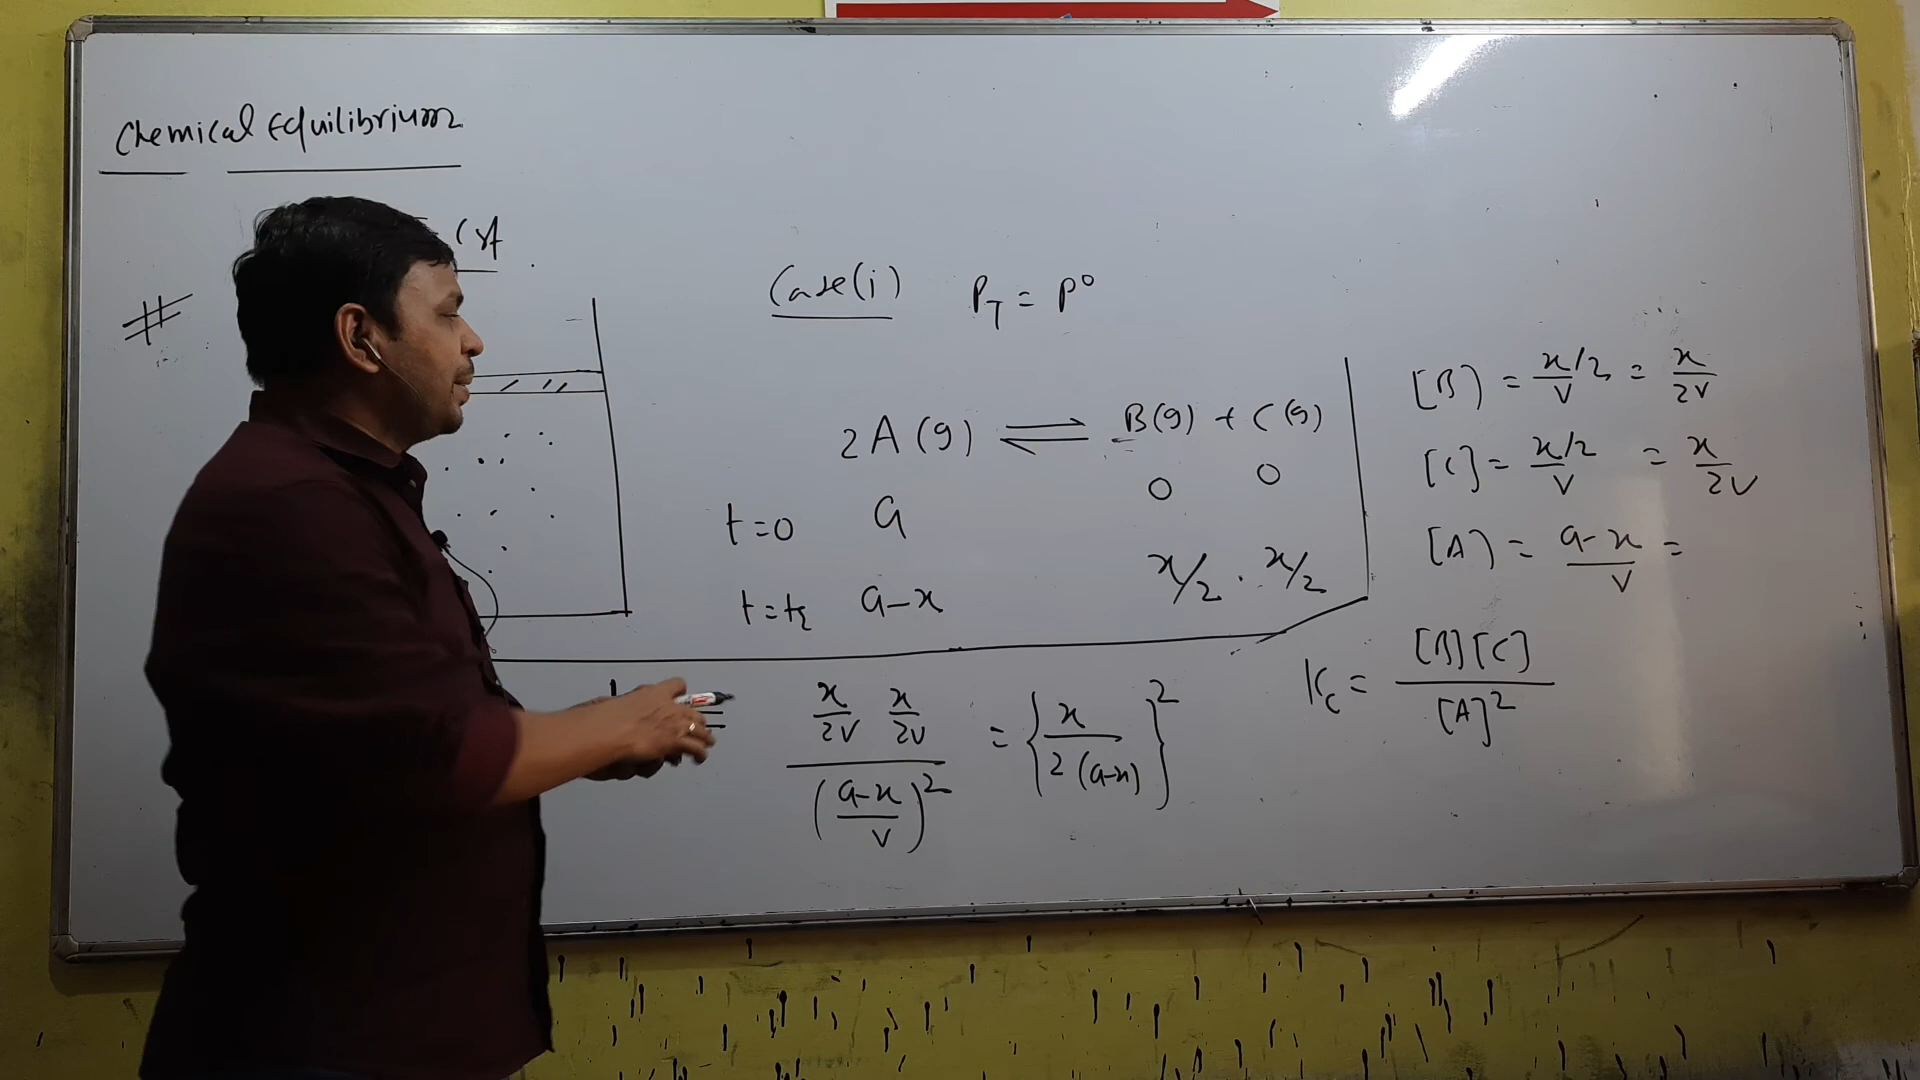 Chemical Equilibrium
#
Case(i) P_T = P°
2A(g) ⇌ B(g) + C(g)
t=0 a 0 0
t=t₂ a-x x/2 . x/2
[B] = x/2 / V = x / 2V
[C] = x/2 / V = x / 2V
[A] = a-x / V =
K_c = [B][C] / [A]²
= x/2V x/2V / (a-x / V)² = { x / 2(a-x) }²